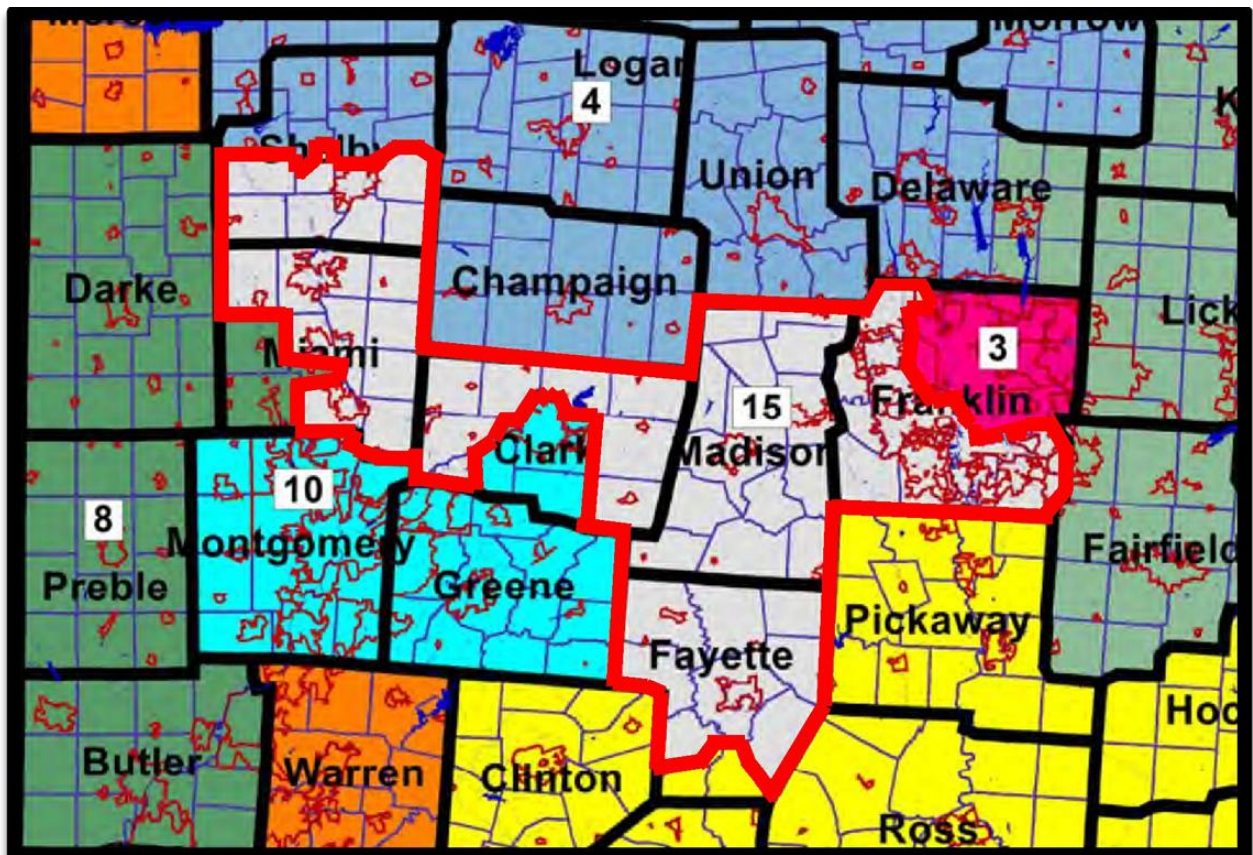 Logan
4
Shelby
Union
Delaware
Darke
Champaign
Lick
3
Miami
15
Franklin
Clark
Madison
10
8
Montgomery
Fairfield
Preble
Greene
Pickaway
Fayette
Hoc
Butler
Warren
Clinton
Ross